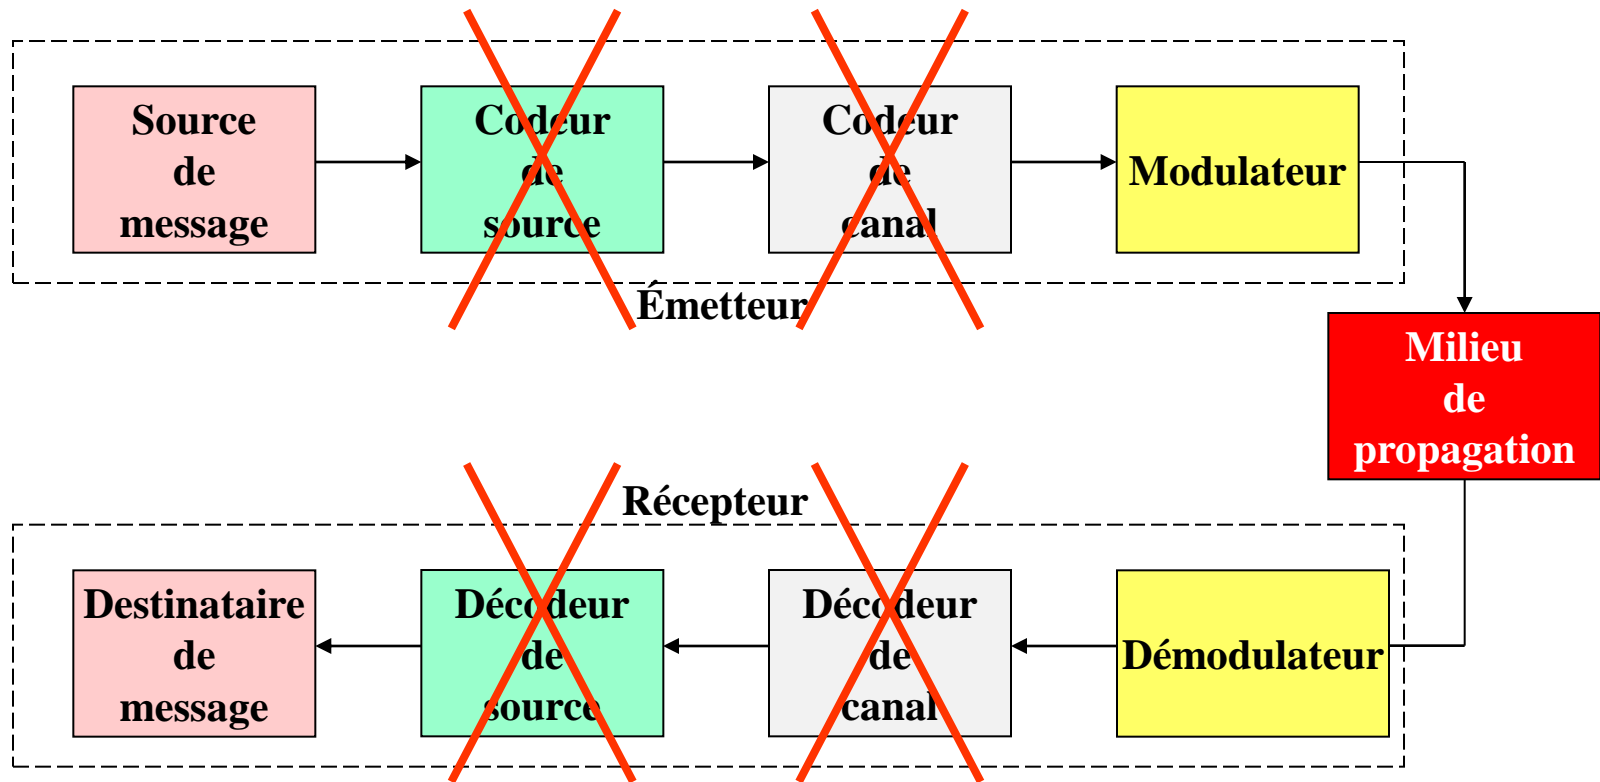 Source
de
message
Codeur
de
source
Codeur
de
canal
Modulateur
Émetteur
Milieu
de
propagation
Récepteur
Destinataire
de
message
Décodeur
de
source
Décodeur
de
canal
Démodulateur